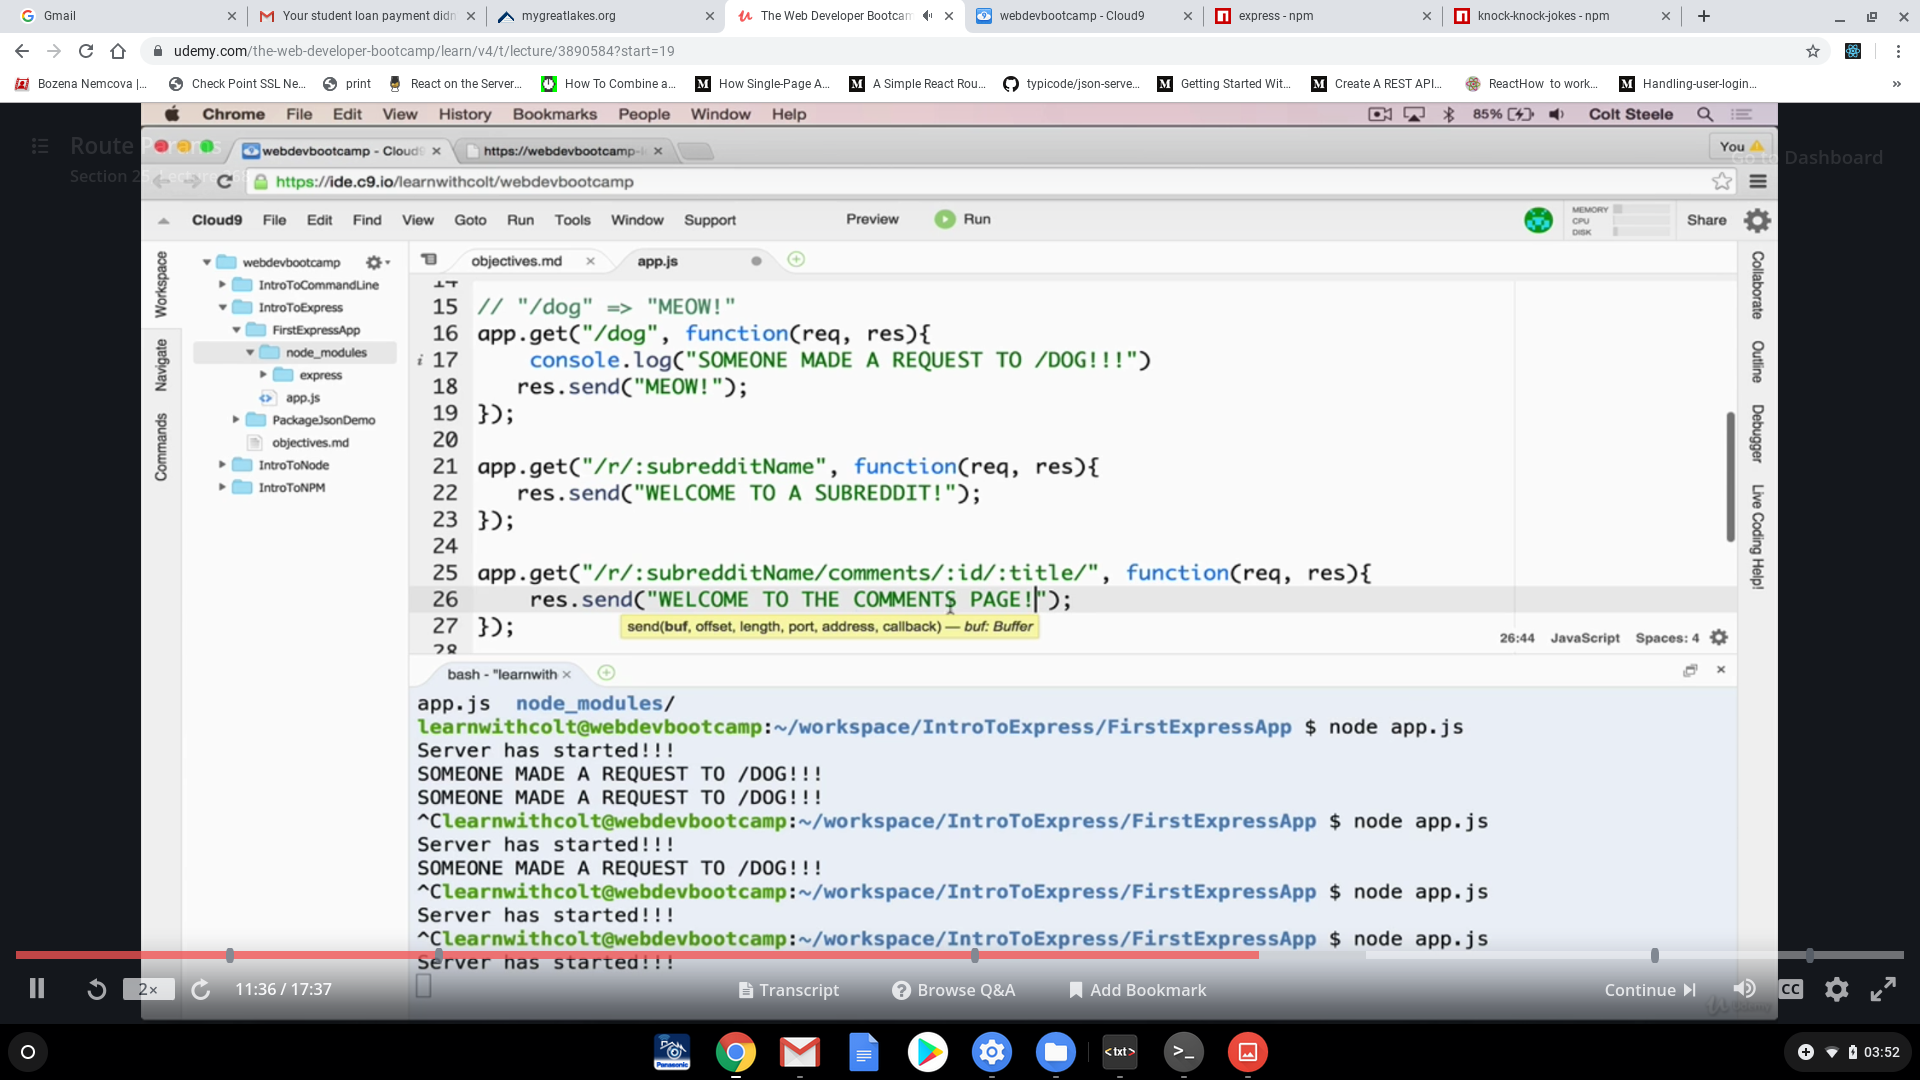 Gmail
Your student loan payment didn
mygreatlakes.org
The Web Developer Bootcam
webdevbootcamp - Cloud9
express - npm
knock-knock-jokes - npm
udemy.com/the-web-developer-bootcamp/learn/v4/t/lecture/3890584?start=19
Bozena Nemcova |...
Check Point SSL Ne...
print
React on the Server...
How To Combine a...
How Single-Page A...
A Simple React Rou...
typicode/json-serve...
Getting Started Wit...
Create A REST API...
ReactHow to work...
Handling-user-login...
Chrome File Edit View History Bookmarks People Window Help
85%
Colt Steele
Route Params
Section 25, Lecture
Go to Dashboard
webdevbootcamp - Cloud9
https://webdevbootcamp-
You
https://ide.c9.io/learnwithcolt/webdevbootcamp
Cloud9 File Edit Find View Goto Run Tools Window Support Preview Run
MEMORY
CPU
DISK
Share
Workspace
Navigate
Commands
webdevbootcamp
IntroToCommandLine
IntroToExpress
FirstExpressApp
node_modules
express
app.js
PackageJsonDemo
objectives.md
IntroToNode
IntroToNPM
objectives.md
app.js
14
15 // "/dog" => "MEOW!"
16 app.get("/dog", function(req, res){
i 17 console.log("SOMEONE MADE A REQUEST TO /DOG!!!")
18 res.send("MEOW!");
19 });
20
21 app.get("/r/:subredditName", function(req, res){
22 res.send("WELCOME TO A SUBREDDIT!");
23 });
24
25 app.get("/r/:subredditName/comments/:id/:title/", function(req, res){
26 res.send("WELCOME TO THE COMMENTS PAGE!");
27 });
send(buf, offset, length, port, address, callback) — buf: Buffer
28
26:44 JavaScript Spaces: 4
Collaborate
Outline
Debugger
Live Coding Help!
bash - "learnwith
app.js node_modules/
learnwithcolt@webdevbootcamp:~/workspace/IntroToExpress/FirstExpressApp $ node app.js
Server has started!!!
SOMEONE MADE A REQUEST TO /DOG!!!
SOMEONE MADE A REQUEST TO /DOG!!!
^Clearnwithcolt@webdevbootcamp:~/workspace/IntroToExpress/FirstExpressApp $ node app.js
Server has started!!!
SOMEONE MADE A REQUEST TO /DOG!!!
^Clearnwithcolt@webdevbootcamp:~/workspace/IntroToExpress/FirstExpressApp $ node app.js
Server has started!!!
^Clearnwithcolt@webdevbootcamp:~/workspace/IntroToExpress/FirstExpressApp $ node app.js
Server has started!!!
2×
11:36 / 17:37
Transcript
Browse Q&A
Add Bookmark
Continue
CC
Udemy
Panasonic
<txt>
03:52